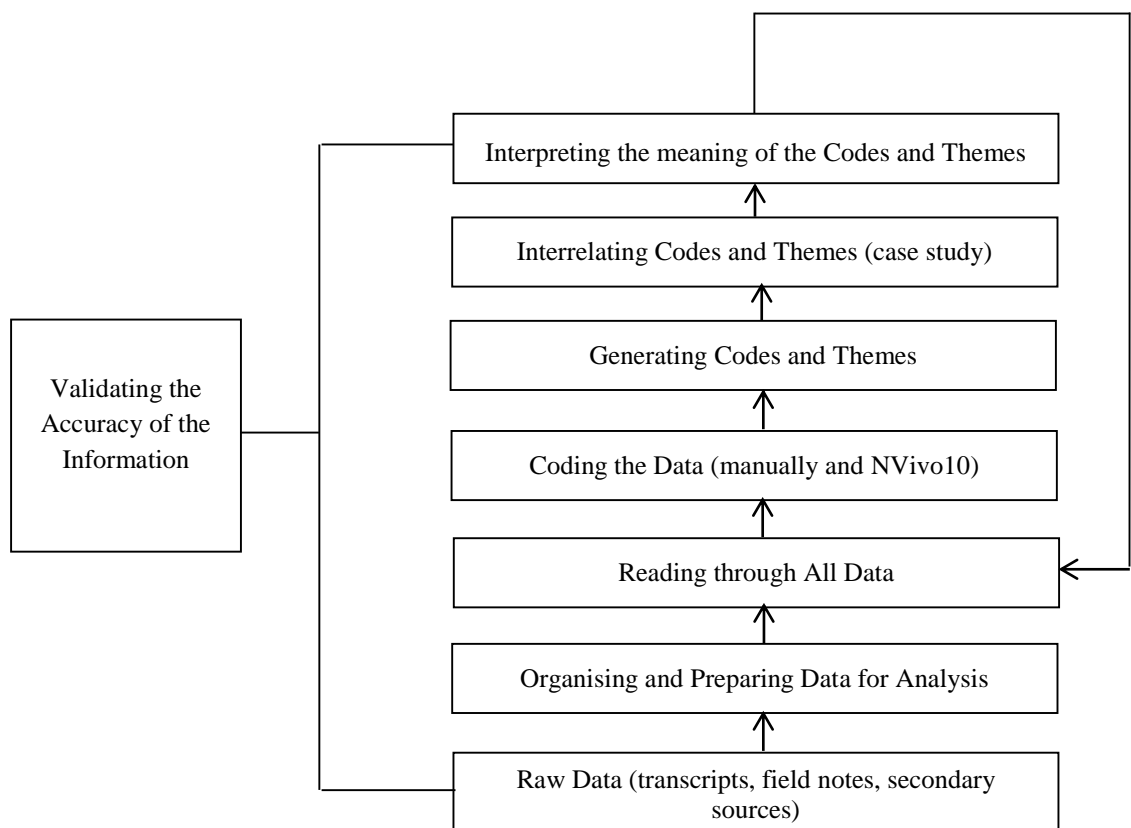 Interpreting the meaning of the Codes and Themes
Interrelating Codes and Themes (case study)
Generating Codes and Themes
Validating the
Accuracy of the
Information
Coding the Data (manually and NVivo10)
Reading through All Data
Organising and Preparing Data for Analysis
Raw Data (transcripts, field notes, secondary
sources)